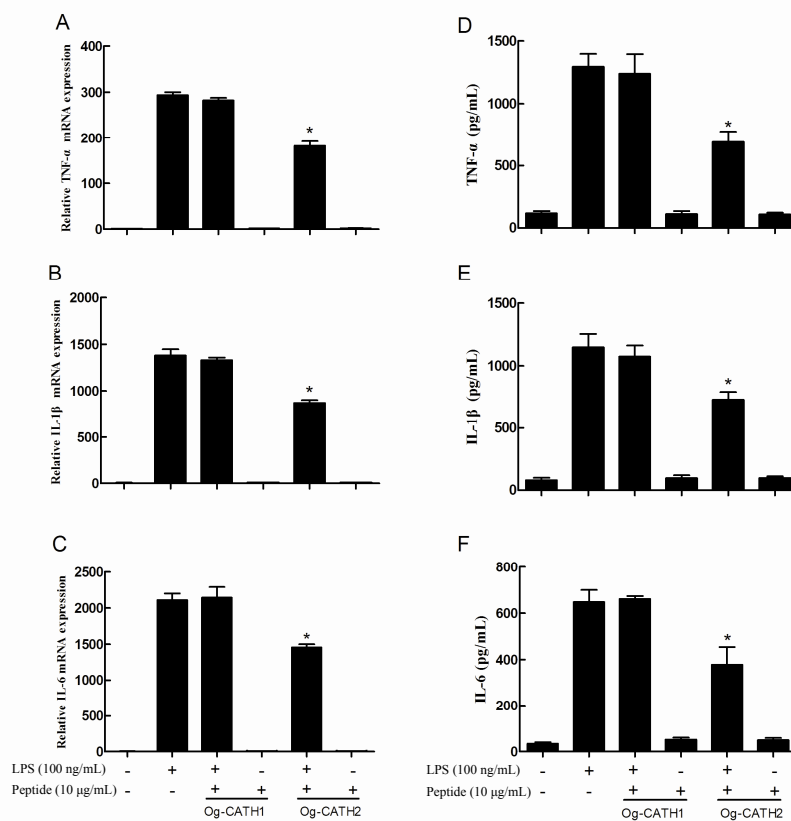 A
Relative TNF-α mRNA expression
400
300
200
100
0
*
B
Relative IL-1β mRNA expression
2000
1500
1000
500
0
*
C
Relative IL-6 mRNA expression
2500
2000
1500
1000
500
0
*
LPS (100 ng/mL) - + + - + -
Peptide (10 μg/mL) - - + + + +
Og-CATH1 Og-CATH2
D
TNF-α (pg/mL)
1500
1000
500
0
*
E
IL-1β (pg/mL)
1500
1000
500
0
*
F
IL-6 (pg/mL)
800
600
400
200
0
*
LPS (100 ng/mL) - + + - + -
Peptide (10 μg/mL) - - + + + +
Og-CATH1 Og-CATH2